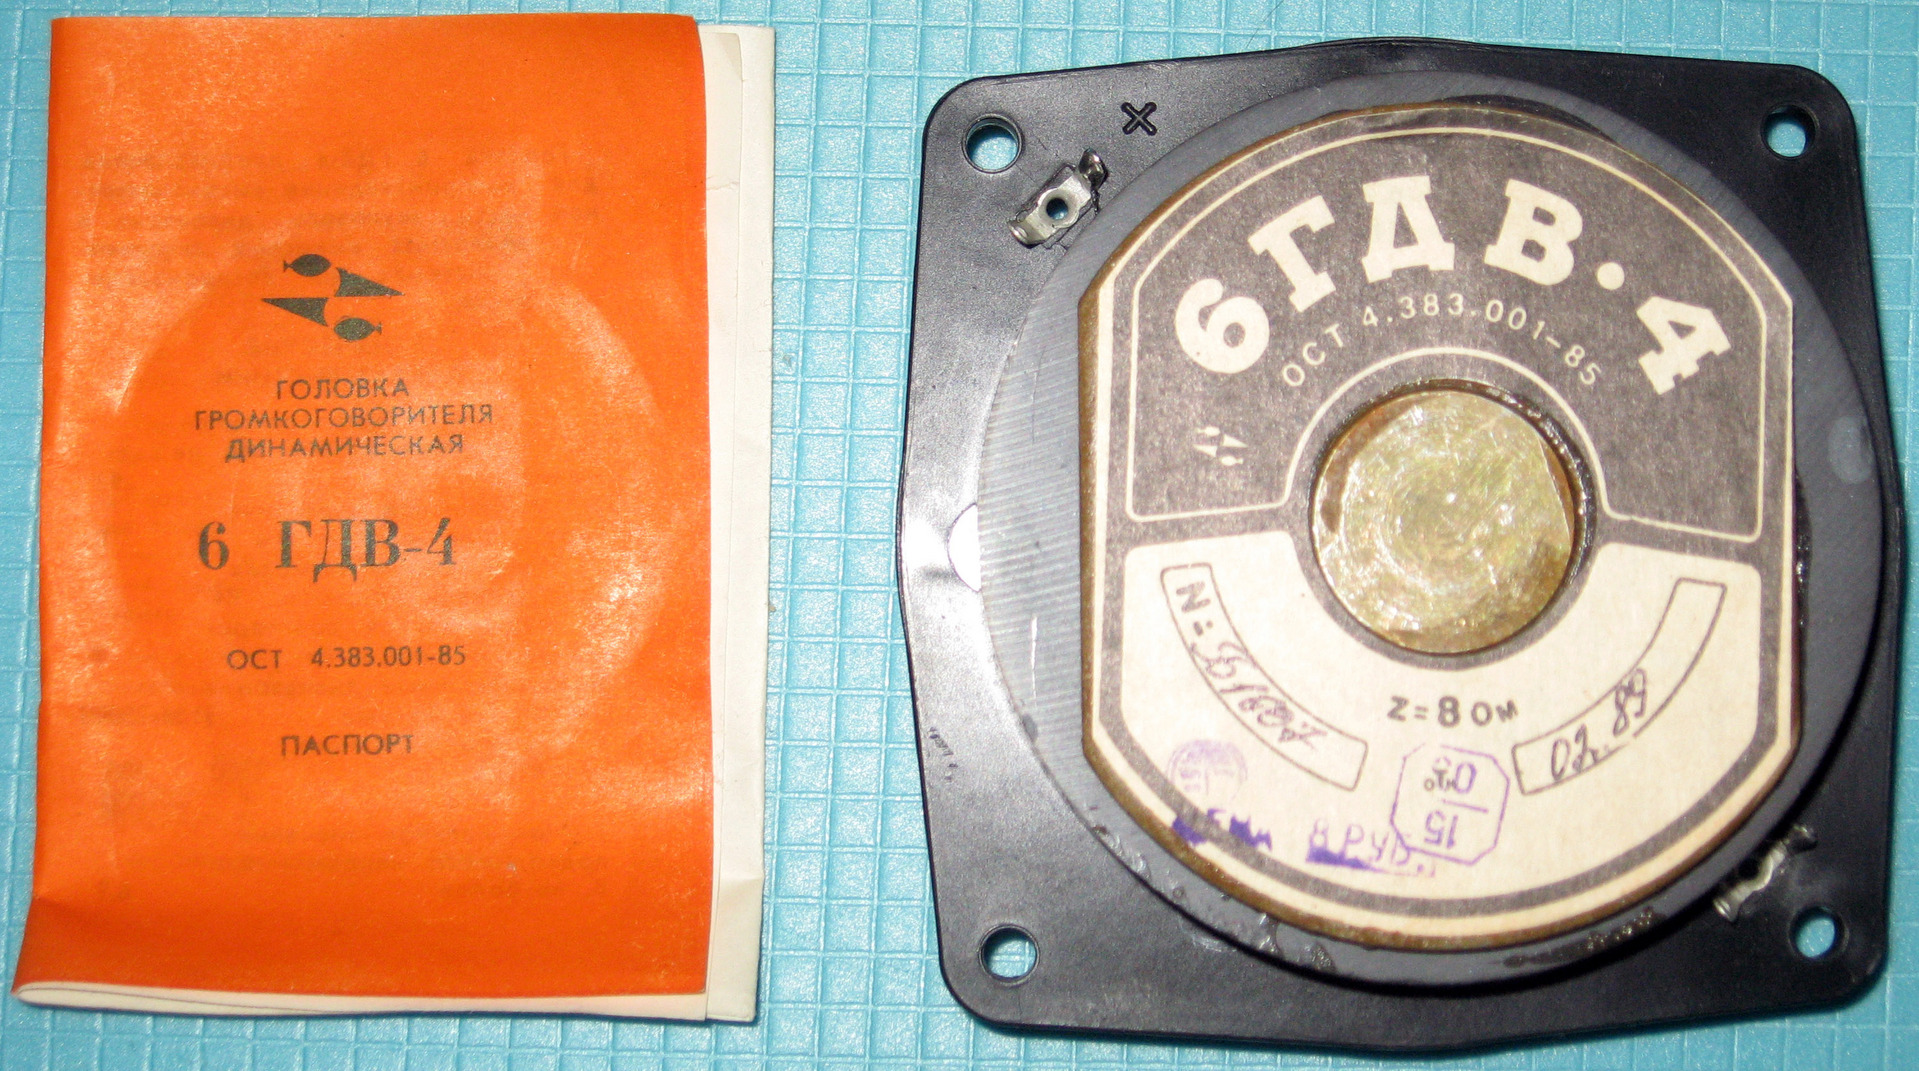 ГОЛОВКА
ГРОМКОГОВОРИТЕЛЯ
ДИНАМИЧЕСКАЯ
6 ГДВ-4
ОСТ 4.383.001-85
ПАСПОРТ
6ГДВ·4
ОСТ 4.383.001-85
N:
Z=8 Ом
02. 89
8 РУБ.
15